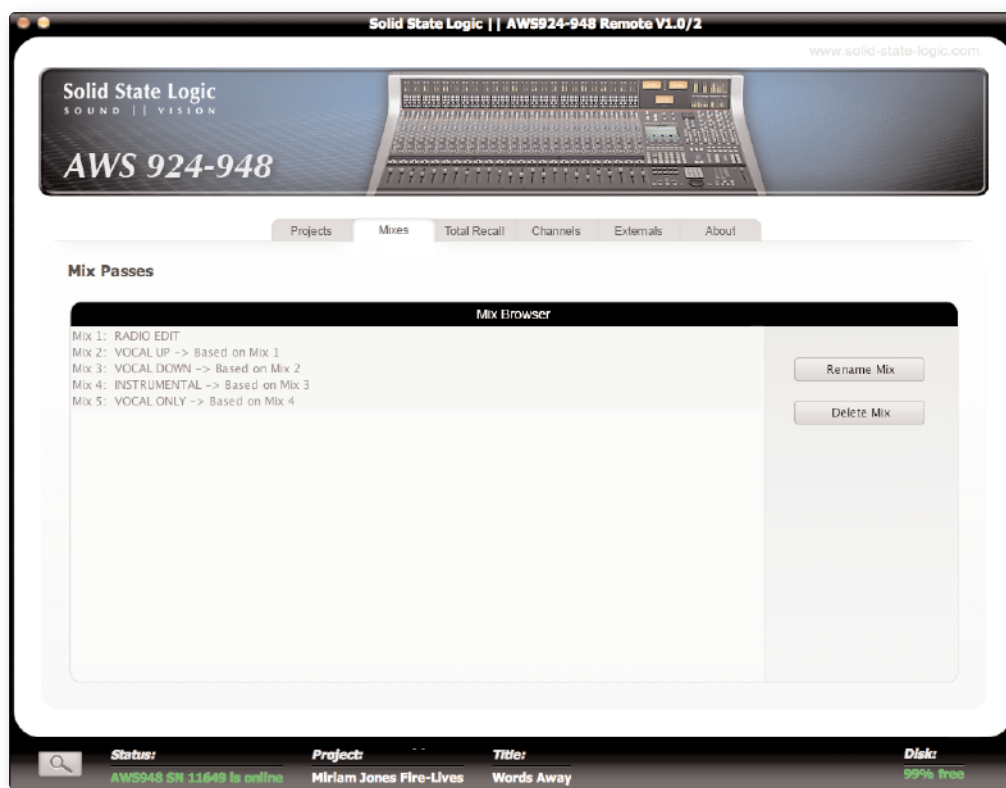 Solid State Logic || AWS924-948 Remote V1.0/2
www.solid-state-logic.com
Solid State Logic
SOUND || VISION
AWS 924-948
Projects Mixes Total Recall Channels Externals About
Mix Passes
Mix Browser
Mix 1: RADIO EDIT
Mix 2: VOCAL UP -> Based on Mix 1
Mix 3: VOCAL DOWN -> Based on Mix 2
Mix 4: INSTRUMENTAL -> Based on Mix 3
Mix 5: VOCAL ONLY -> Based on Mix 4
Rename Mix
Delete Mix
Status: Project: - - Title: Disk:
AWS948 SN 11649 is online Miriam Jones Fire-Lives Words Away 99% free